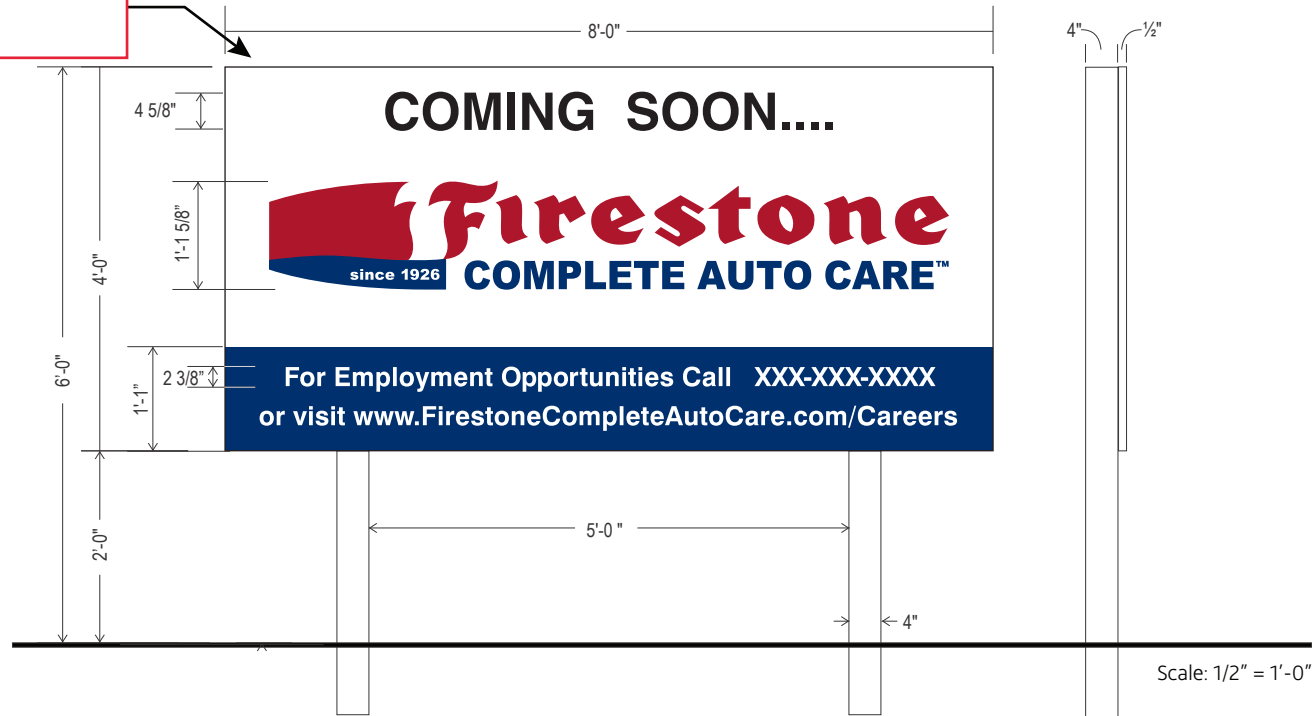 8'-0"
4"
½"
4 5/8"
COMING SOON....
1'-1 5/8"
Firestone
since 1926
COMPLETE AUTO CARE™
4'-0"
6'-0"
1'-1"
2 3/8"
For Employment Opportunities Call XXX-XXX-XXXX
or visit www.FirestoneCompleteAutoCare.com/Careers
2'-0"
5'-0 "
4"
Scale: 1/2" = 1'-0"